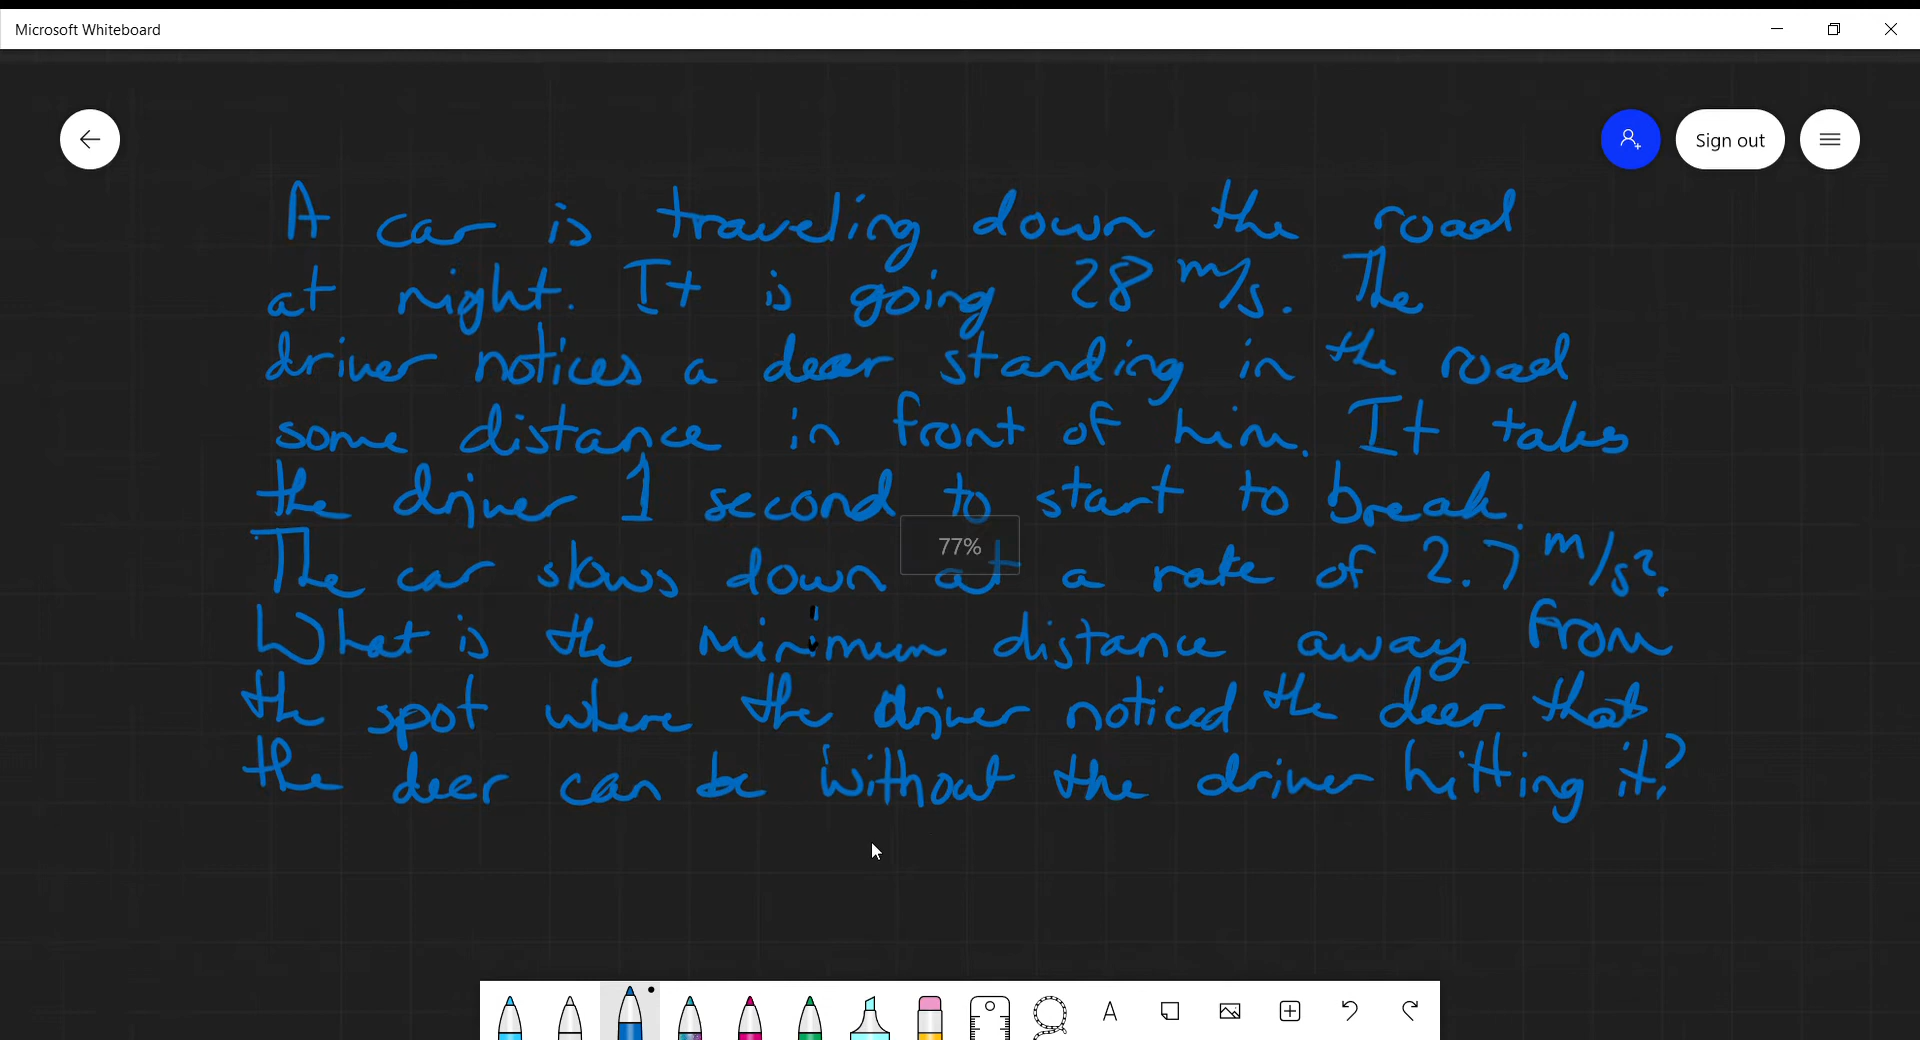 Microsoft Whiteboard
Sign out
A car is traveling down the road
at night. It is going 28 m/s. The
driver notices a deer standing in the road
some distance in front of him. It takes
the driver 1 second to start to break.
77%
The car slows down at a rate of 2.7 m/s².
What is the minimum distance away from
the spot where the driver noticed the deer that
the deer can be without the driver hitting it?